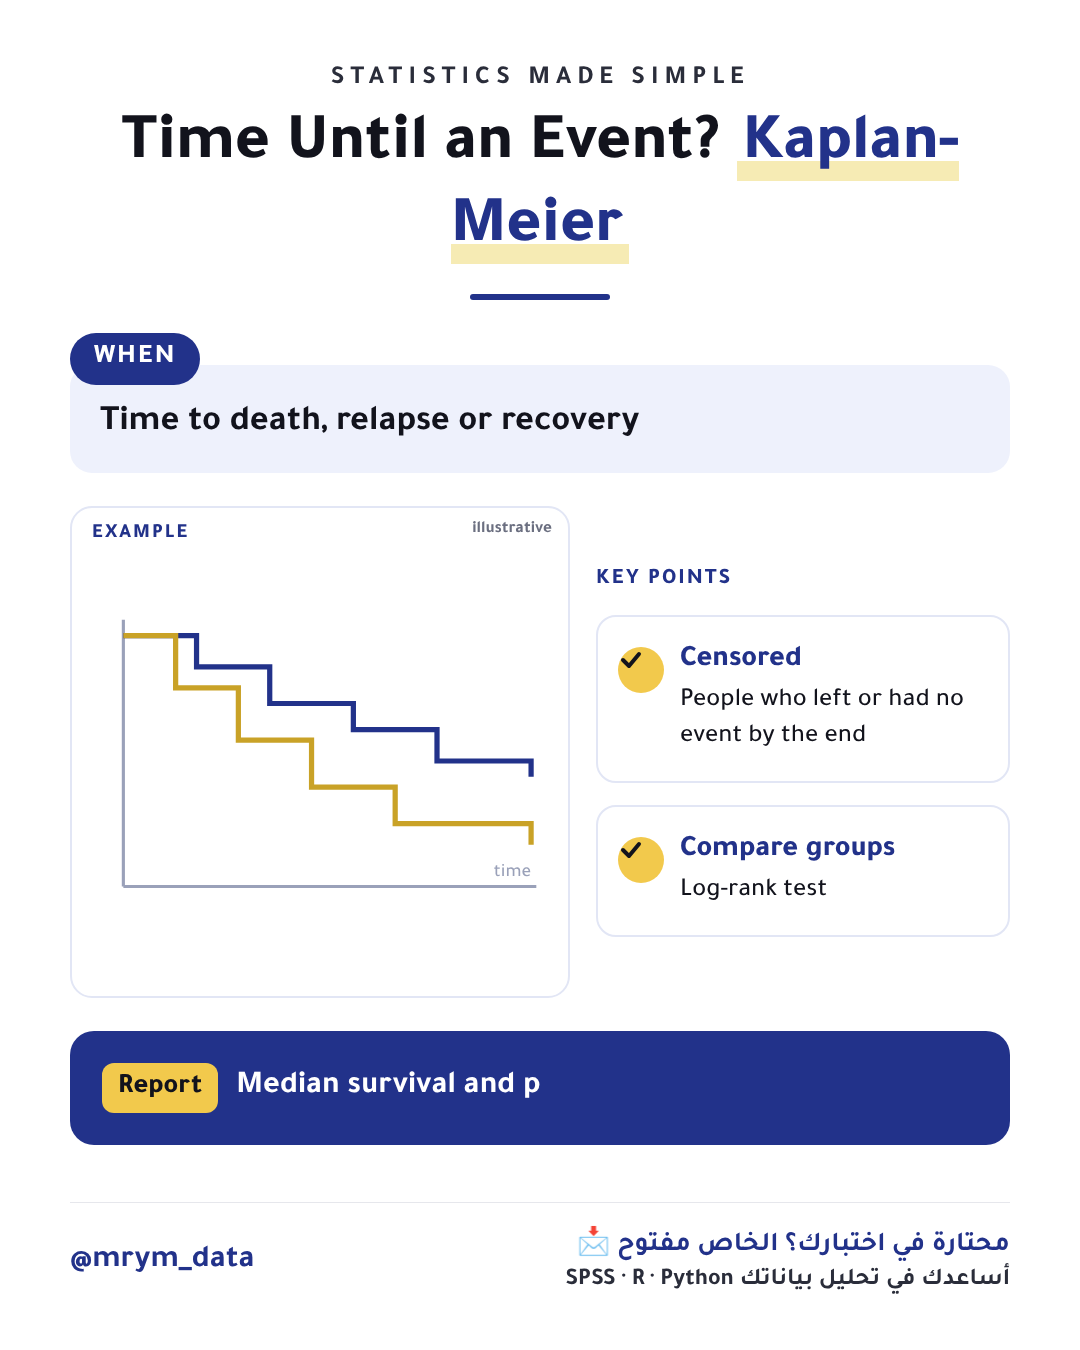 STATISTICS MADE SIMPLE
Time Until an Event? Kaplan-
Meier
WHEN
Time to death, relapse or recovery
EXAMPLE
illustrative
time
KEY POINTS
Censored
People who left or had no
event by the end
Compare groups
Log-rank test
Report Median survival and p
@mrym_data
محتارة في اختبارك؟ الخاص مفتوح 📩
أساعدك في تحليل بياناتك SPSS · R · Python